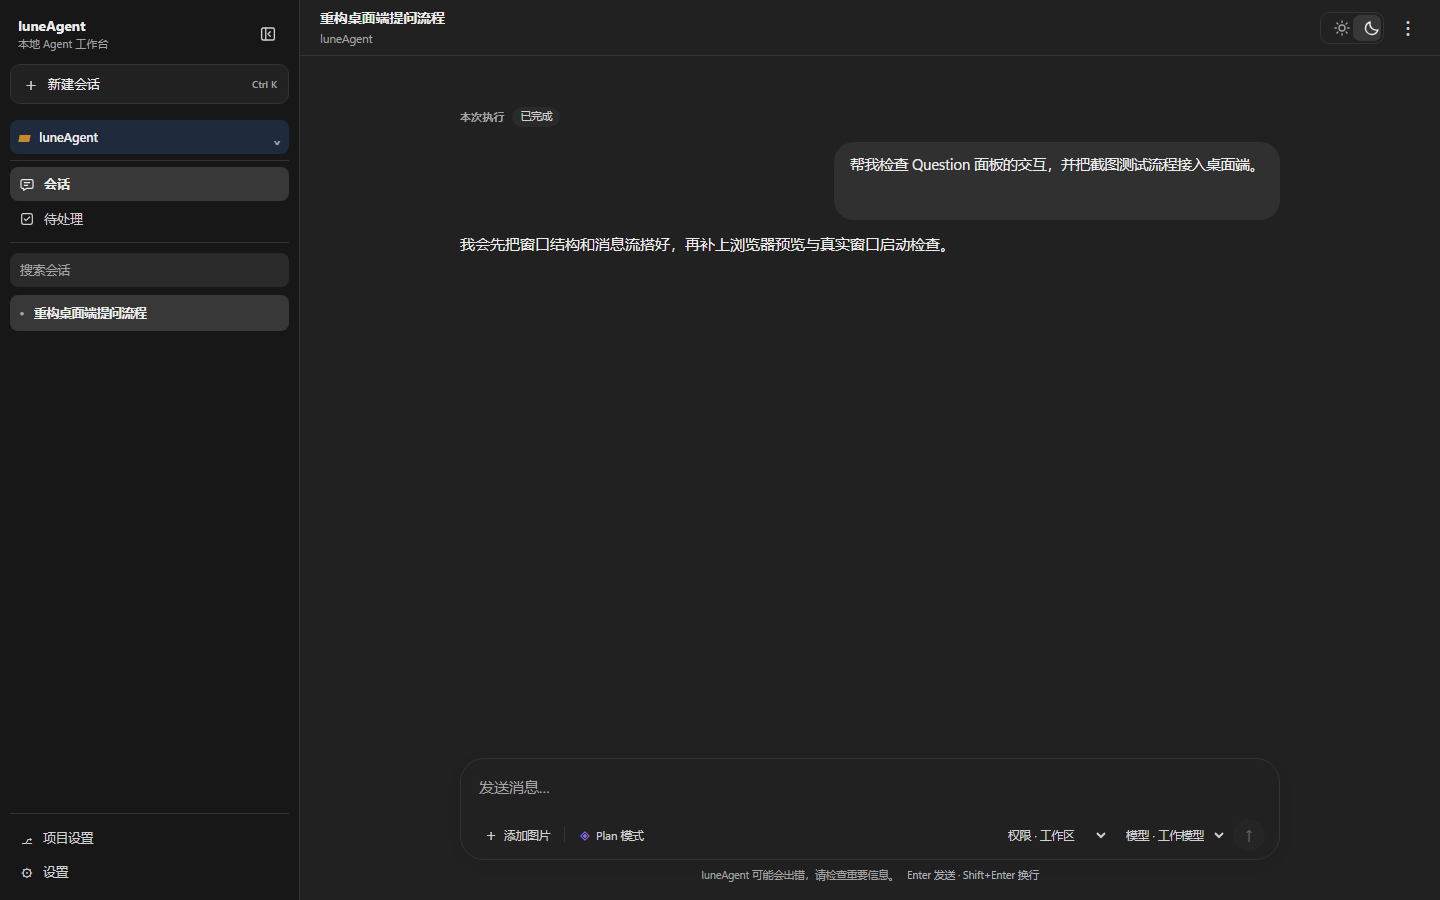 luneAgent
本地 Agent 工作台
新建会话 Ctrl K
luneAgent
会话
待处理
搜索会话
重构桌面端提问流程
项目设置
设置
重构桌面端提问流程
luneAgent
本次执行 已完成
帮我检查 Question 面板的交互，并把截图测试流程接入桌面端。
我会先把窗口结构和消息流搭好，再补上浏览器预览与真实窗口启动检查。
发送消息...
+ 添加图片 Plan 模式 权限 · 工作区 模型 · 工作模型
luneAgent 可能会出错，请检查重要信息。 Enter 发送 · Shift+Enter 换行